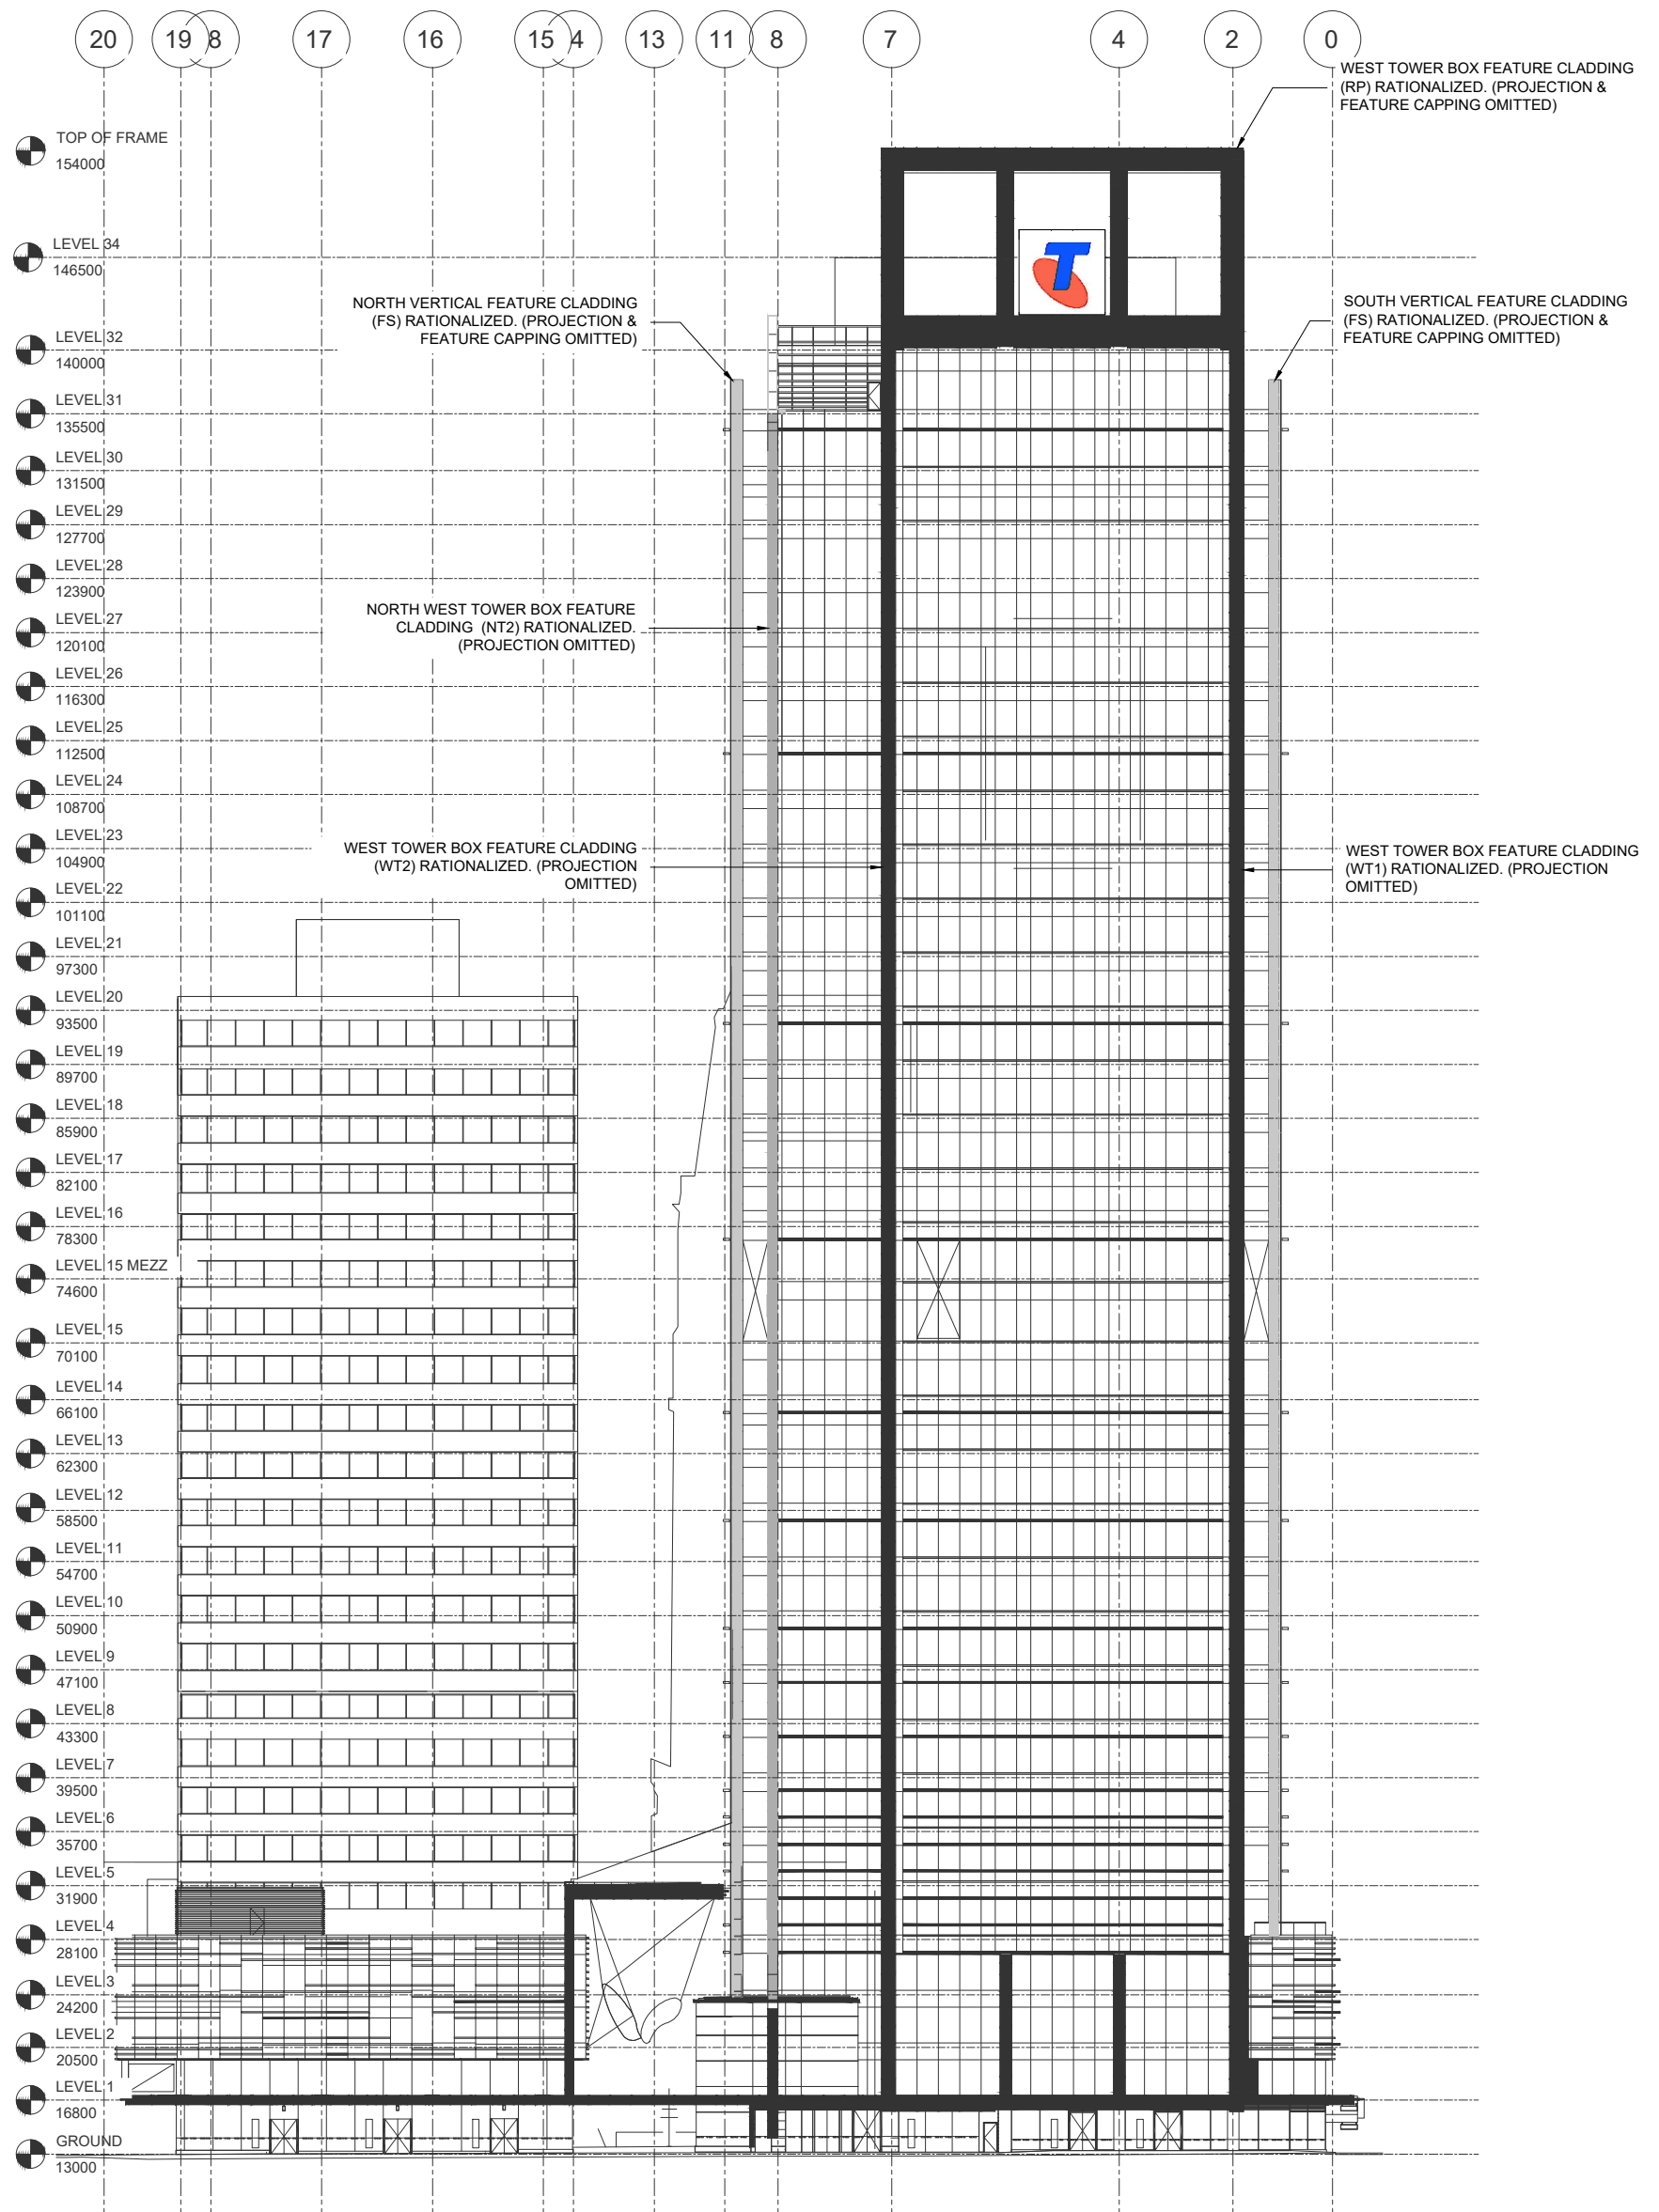 20 19 8 17 16 15 4 13 11 8 7 4 2 0
WEST TOWER BOX FEATURE CLADDING
(RP) RATIONALIZED. (PROJECTION &
FEATURE CAPPING OMITTED)
TOP OF FRAME
154000
LEVEL 34
146500
T
NORTH VERTICAL FEATURE CLADDING
(FS) RATIONALIZED. (PROJECTION &
FEATURE CAPPING OMITTED)
SOUTH VERTICAL FEATURE CLADDING
(FS) RATIONALIZED. (PROJECTION &
FEATURE CAPPING OMITTED)
LEVEL 32
140000
LEVEL 31
135500
LEVEL 30
131500
LEVEL 29
127700
LEVEL 28
123900
NORTH WEST TOWER BOX FEATURE
CLADDING (NT2) RATIONALIZED.
(PROJECTION OMITTED)
LEVEL 27
120100
LEVEL 26
116300
LEVEL 25
112500
LEVEL 24
108700
LEVEL 23
104900
WEST TOWER BOX FEATURE CLADDING
(WT2) RATIONALIZED. (PROJECTION
OMITTED)
WEST TOWER BOX FEATURE CLADDING
(WT1) RATIONALIZED. (PROJECTION
OMITTED)
LEVEL 22
101100
LEVEL 21
97300
LEVEL 20
93500
LEVEL 19
89700
LEVEL 18
85900
LEVEL 17
82100
LEVEL 16
78300
LEVEL 15 MEZZ
74600
LEVEL 15
70100
LEVEL 14
66100
LEVEL 13
62300
LEVEL 12
58500
LEVEL 11
54700
LEVEL 10
50900
LEVEL 9
47100
LEVEL 8
43300
LEVEL 7
39500
LEVEL 6
35700
LEVEL 5
31900
LEVEL 4
28100
LEVEL 3
24200
LEVEL 2
20500
LEVEL 1
16800
GROUND
13000